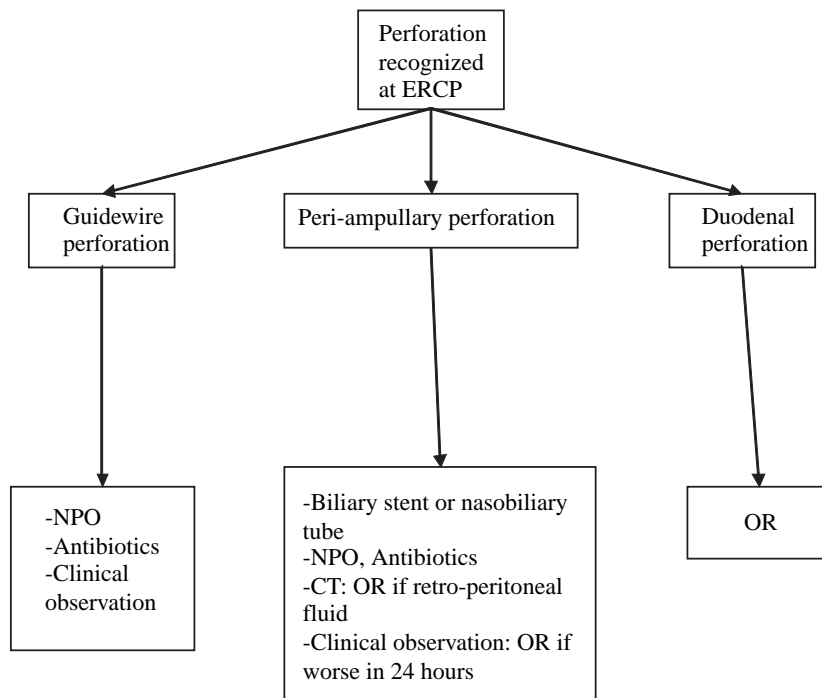 Perforation
recognized
at ERCP
Guidewire
perforation
Peri-ampullary perforation
Duodenal
perforation
-NPO
-Antibiotics
-Clinical
observation
-Biliary stent or nasobiliary
tube
-NPO, Antibiotics
-CT: OR if retro-peritoneal
fluid
-Clinical observation: OR if
worse in 24 hours
OR